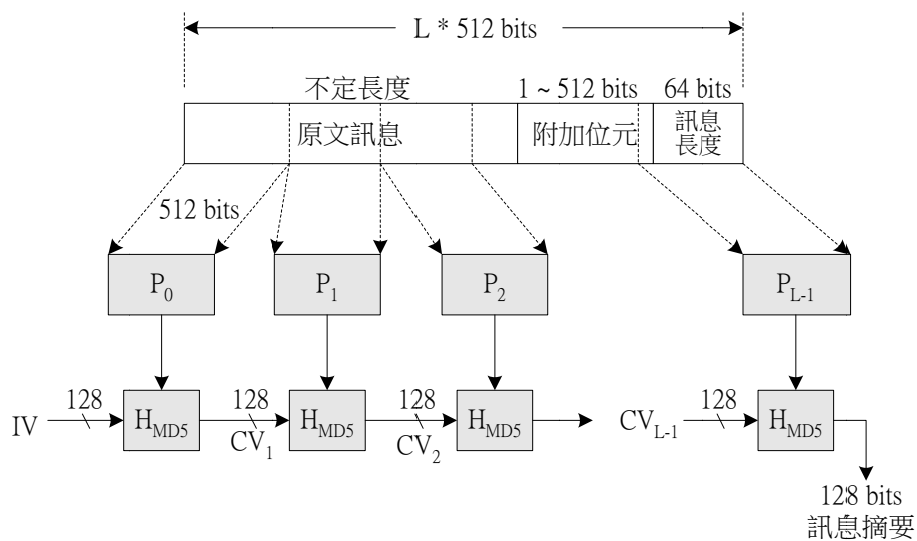 L * 512 bits
不定長度
1 ~ 512 bits
64 bits
原文訊息
附加位元
訊息
長度
512 bits
P0
P1
P2
PL-1
IV
128
HMD5
128
CV1
HMD5
128
CV2
HMD5
CVL-1
128
HMD5
128 bits
訊息摘要